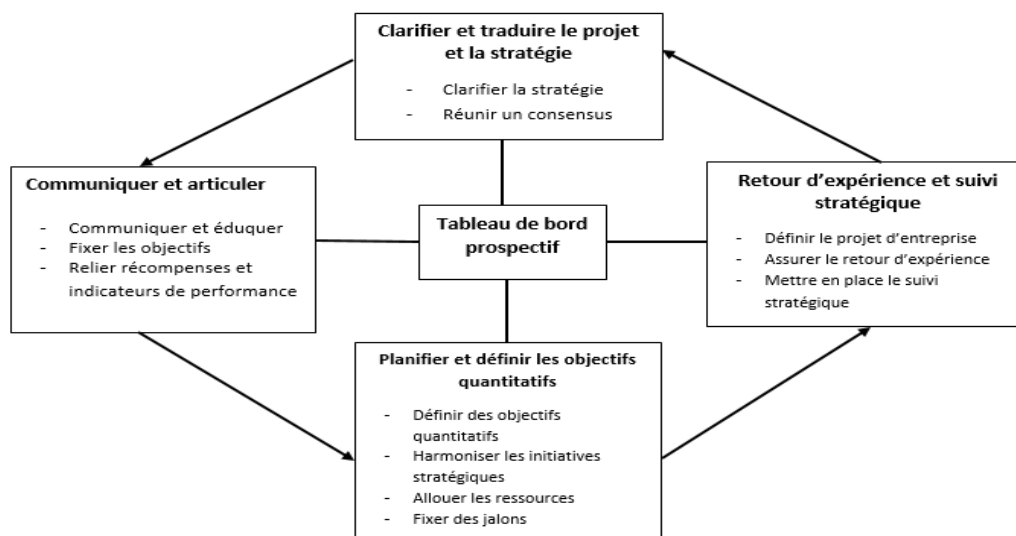 Clarifier et traduire le projet
et la stratégie
- Clarifier la stratégie
- Réunir un consensus
Communiquer et articuler
- Communiquer et éduquer
- Fixer les objectifs
- Relier récompenses et
indicateurs de performance
Tableau de bord
prospectif
Retour d’expérience et suivi
stratégique
- Définir le projet d’entreprise
- Assurer le retour d’expérience
- Mettre en place le suivi
stratégique
Planifier et définir les objectifs
quantitatifs
- Définir des objectifs
quantitatifs
- Harmoniser les initiatives
stratégiques
- Allouer les ressources
- Fixer des jalons